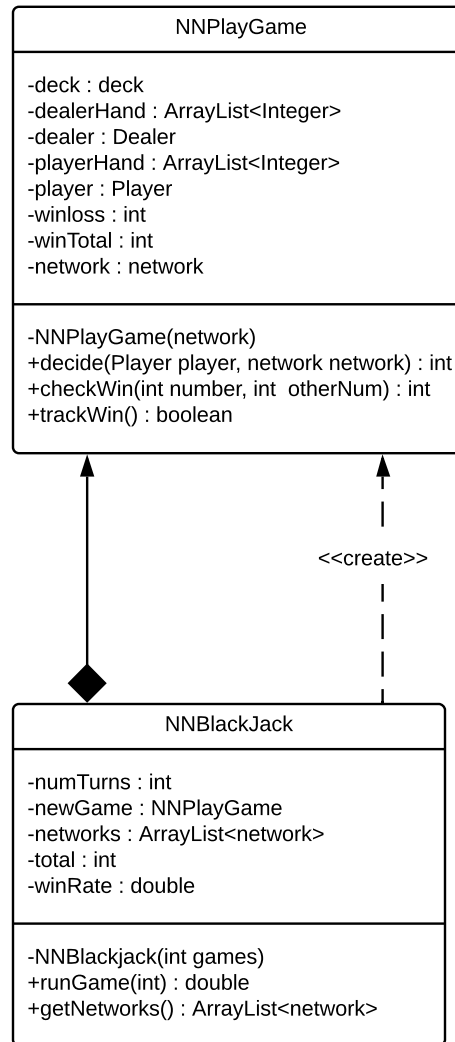 NNPlayGame
-deck : deck
-dealerHand : ArrayList<Integer>
-dealer : Dealer
-playerHand : ArrayList<Integer>
-player : Player
-winloss : int
-winTotal : int
-network : network
-NNPlayGame(network)
+decide(Player player, network network) : int
+checkWin(int number, int  otherNum) : int
+trackWin() : boolean
<<create>>
NNBlackJack
-numTurns : int
-newGame : NNPlayGame
-networks : ArrayList<network>
-total : int
-winRate : double
-NNBlackjack(int games)
+runGame(int) : double
+getNetworks() : ArrayList<network>